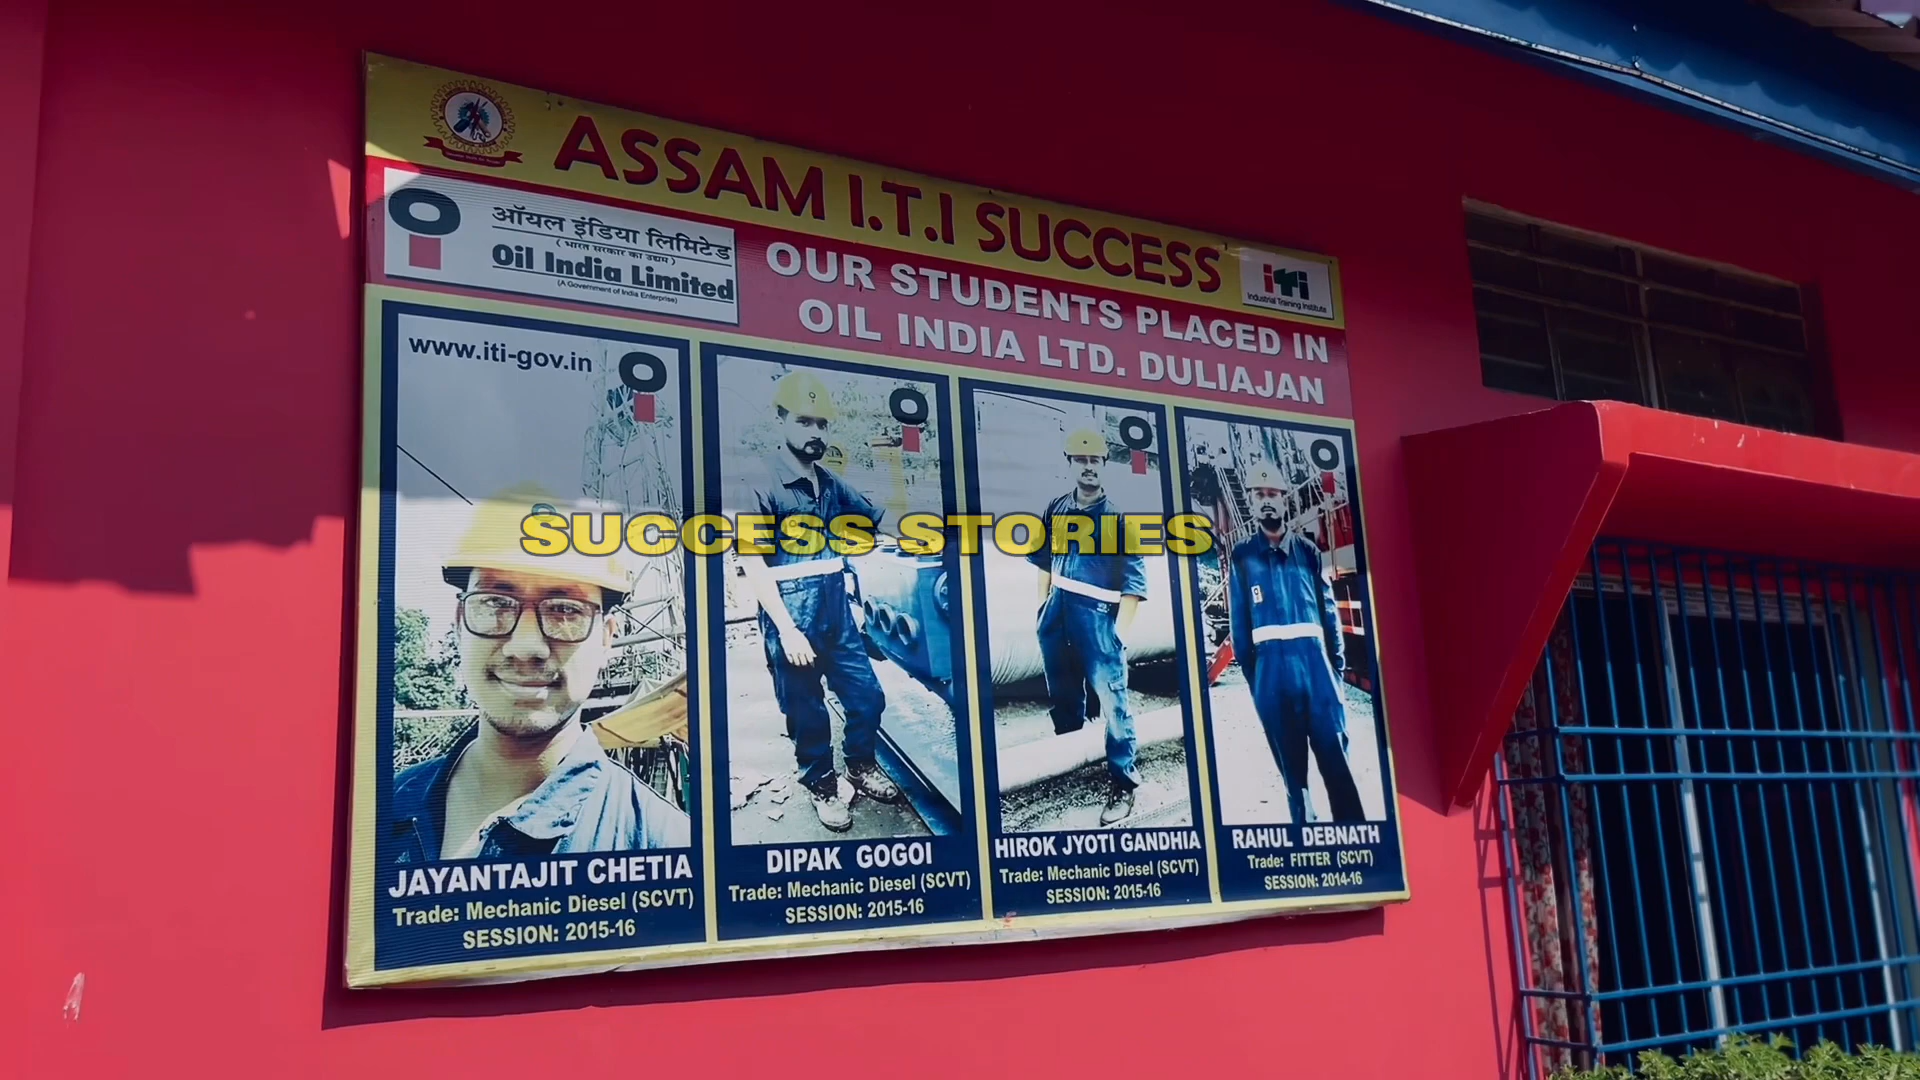 ASSAM I.T.I SUCCESS
iTi
Industrial Training Institute
ऑयल इंडिया लिमिटेड
( भारत सरकार का उद्यम )
Oil India Limited
(A Government of India Enterprise)
OUR STUDENTS PLACED IN
OIL INDIA LTD. DULIAJAN
www.iti-gov.in
SUCCESS STORIES
JAYANTAJIT CHETIA
Trade: Mechanic Diesel (SCVT)
SESSION: 2015-16
DIPAK GOGOI
Trade: Mechanic Diesel (SCVT)
SESSION: 2015-16
HIROK JYOTI GANDHIA
Trade: Mechanic Diesel (SCVT)
SESSION: 2015-16
RAHUL DEBNATH
Trade: FITTER (SCVT)
SESSION: 2014-16